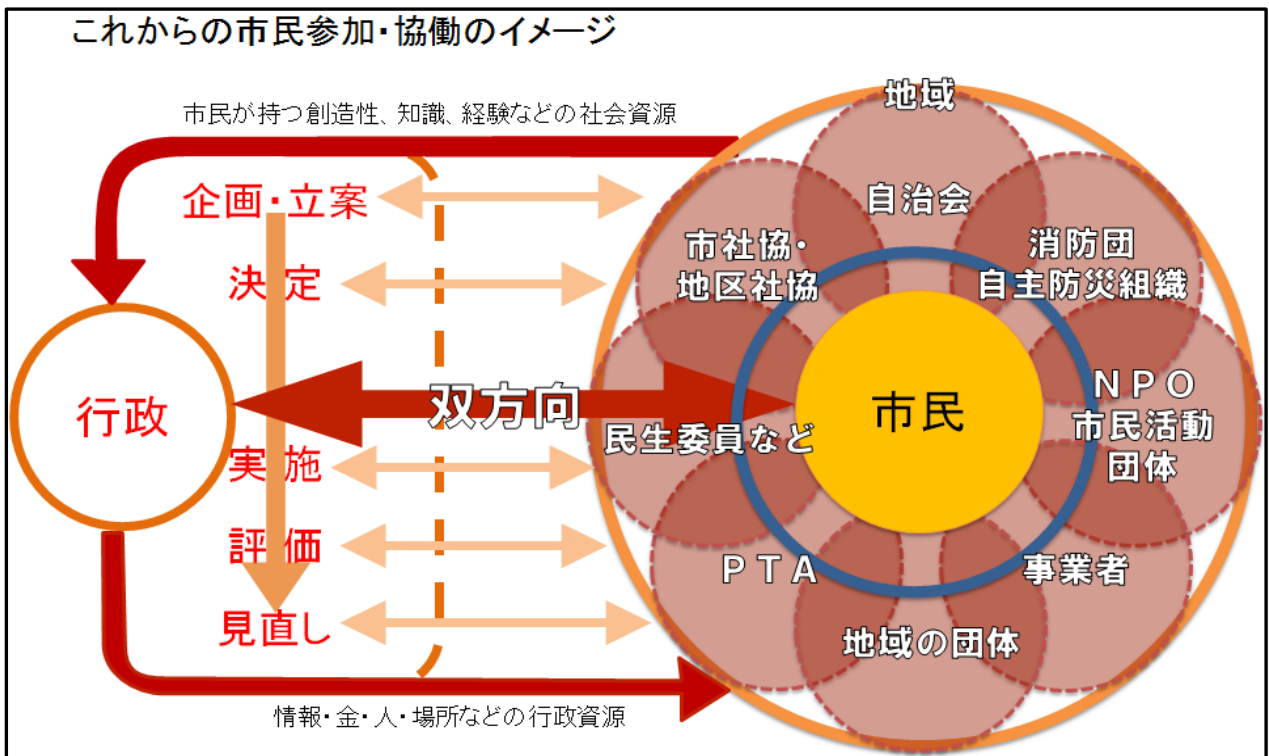 これからの市民参加・協働のイメージ
市民が持つ創造性、知識、経験などの社会資源
企画・立案
決定
行政
双方向
実施
評価
見直し
情報・金・人・場所などの行政資源
地域
自治会
市社協・
地区社協
消防団
自主防災組織
市民
ＮＰＯ
市民活動
団体
民生委員など
ＰＴＡ
事業者
地域の団体